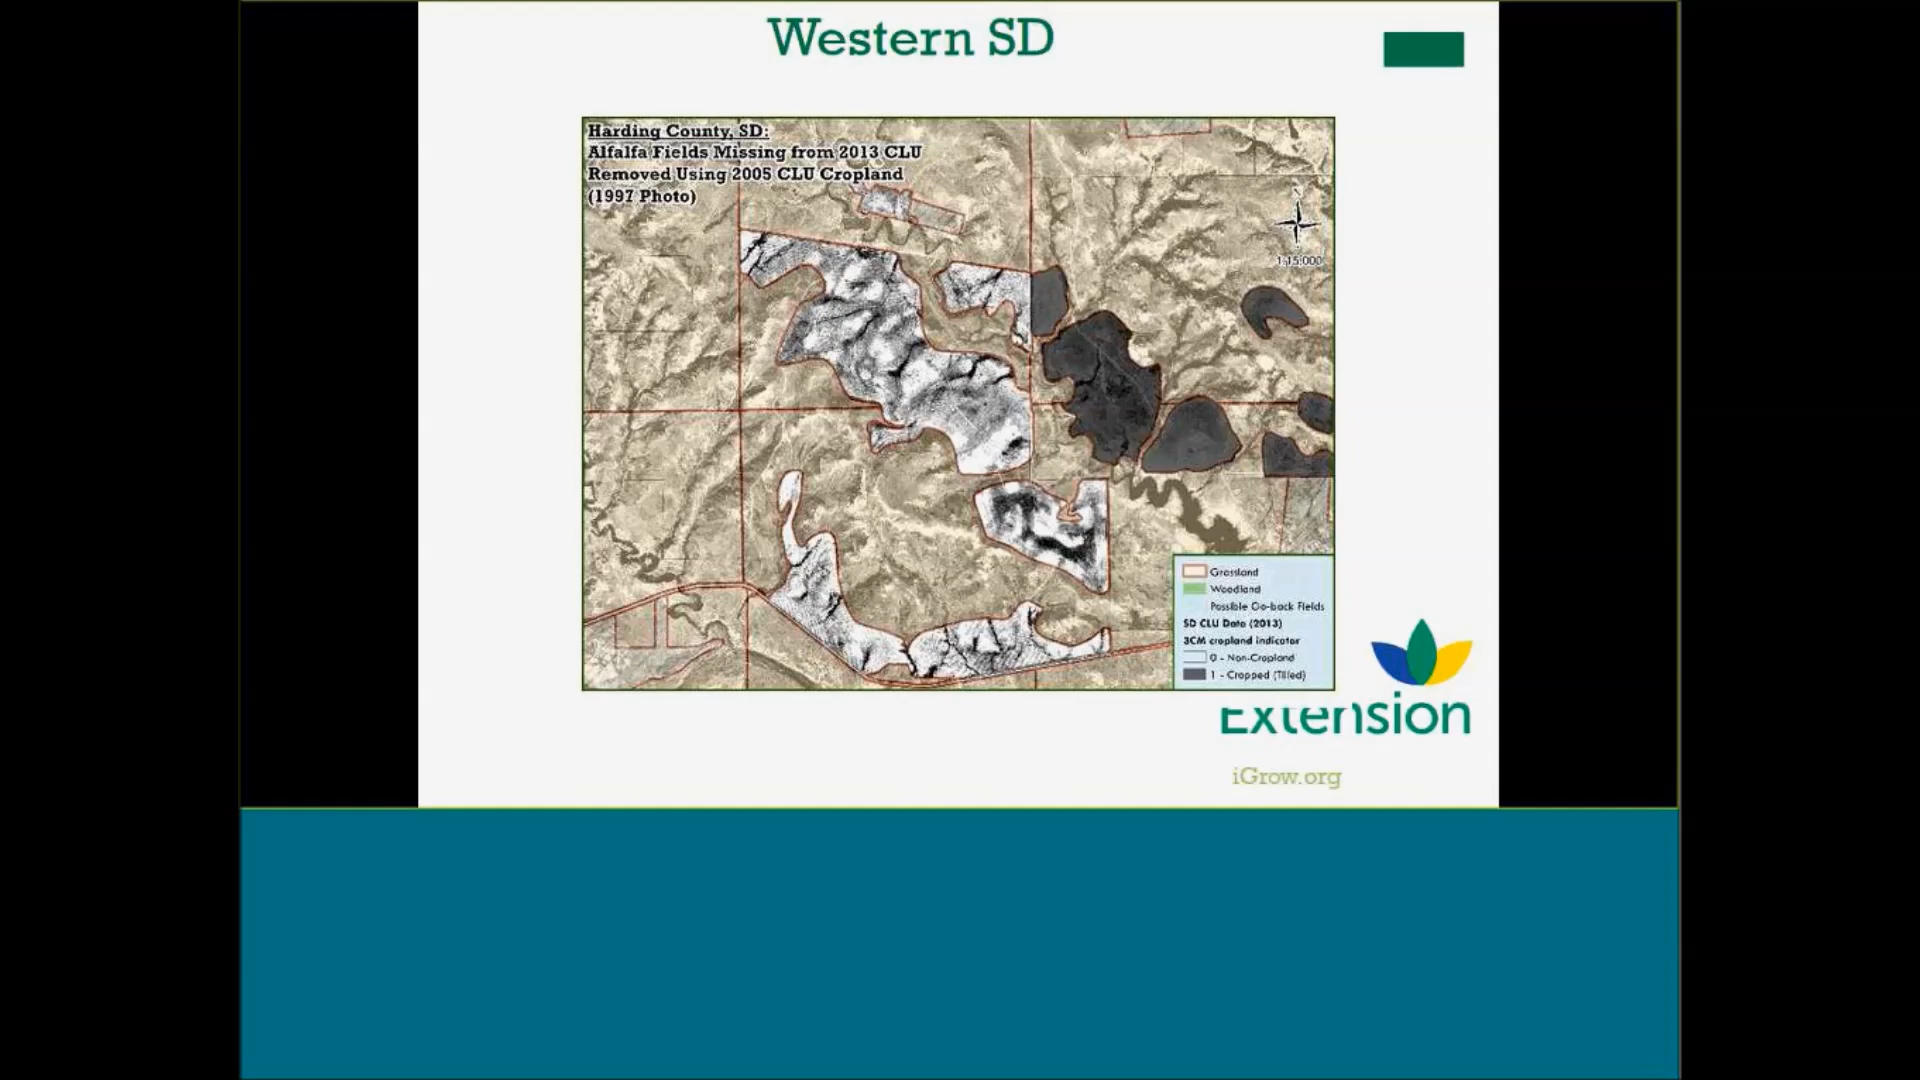 Western SD
Harding County, SD:
Alfalfa Fields Missing from 2013 CLU
Removed Using 2005 CLU Cropland
(1997 Photo)
1:15,000
Grassland
Woodland
Possible Go-back Fields
SD CLU Data (2013)
3CM cropland indicator
0 - Non-Cropland
1 - Cropped (Tilled)
Extension
iGrow.org